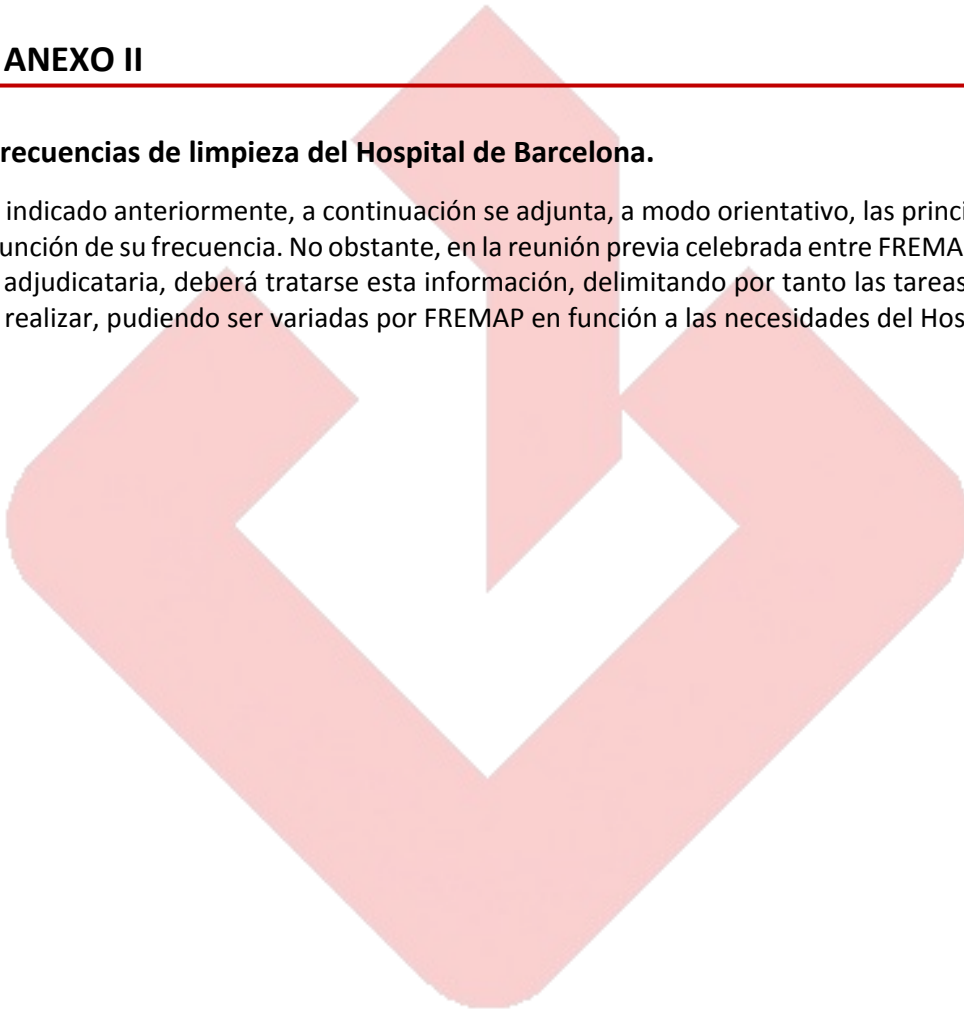 ANEXO II
recuencias de limpieza del Hospital de Barcelona.
indicado anteriormente, a continuación se adjunta, a modo orientativo, las princi
unción de su frecuencia. No obstante, en la reunión previa celebrada entre FREMA
adjudicataria, deberá tratarse esta información, delimitando por tanto las tareas
realizar, pudiendo ser variadas por FREMAP en función a las necesidades del Hos